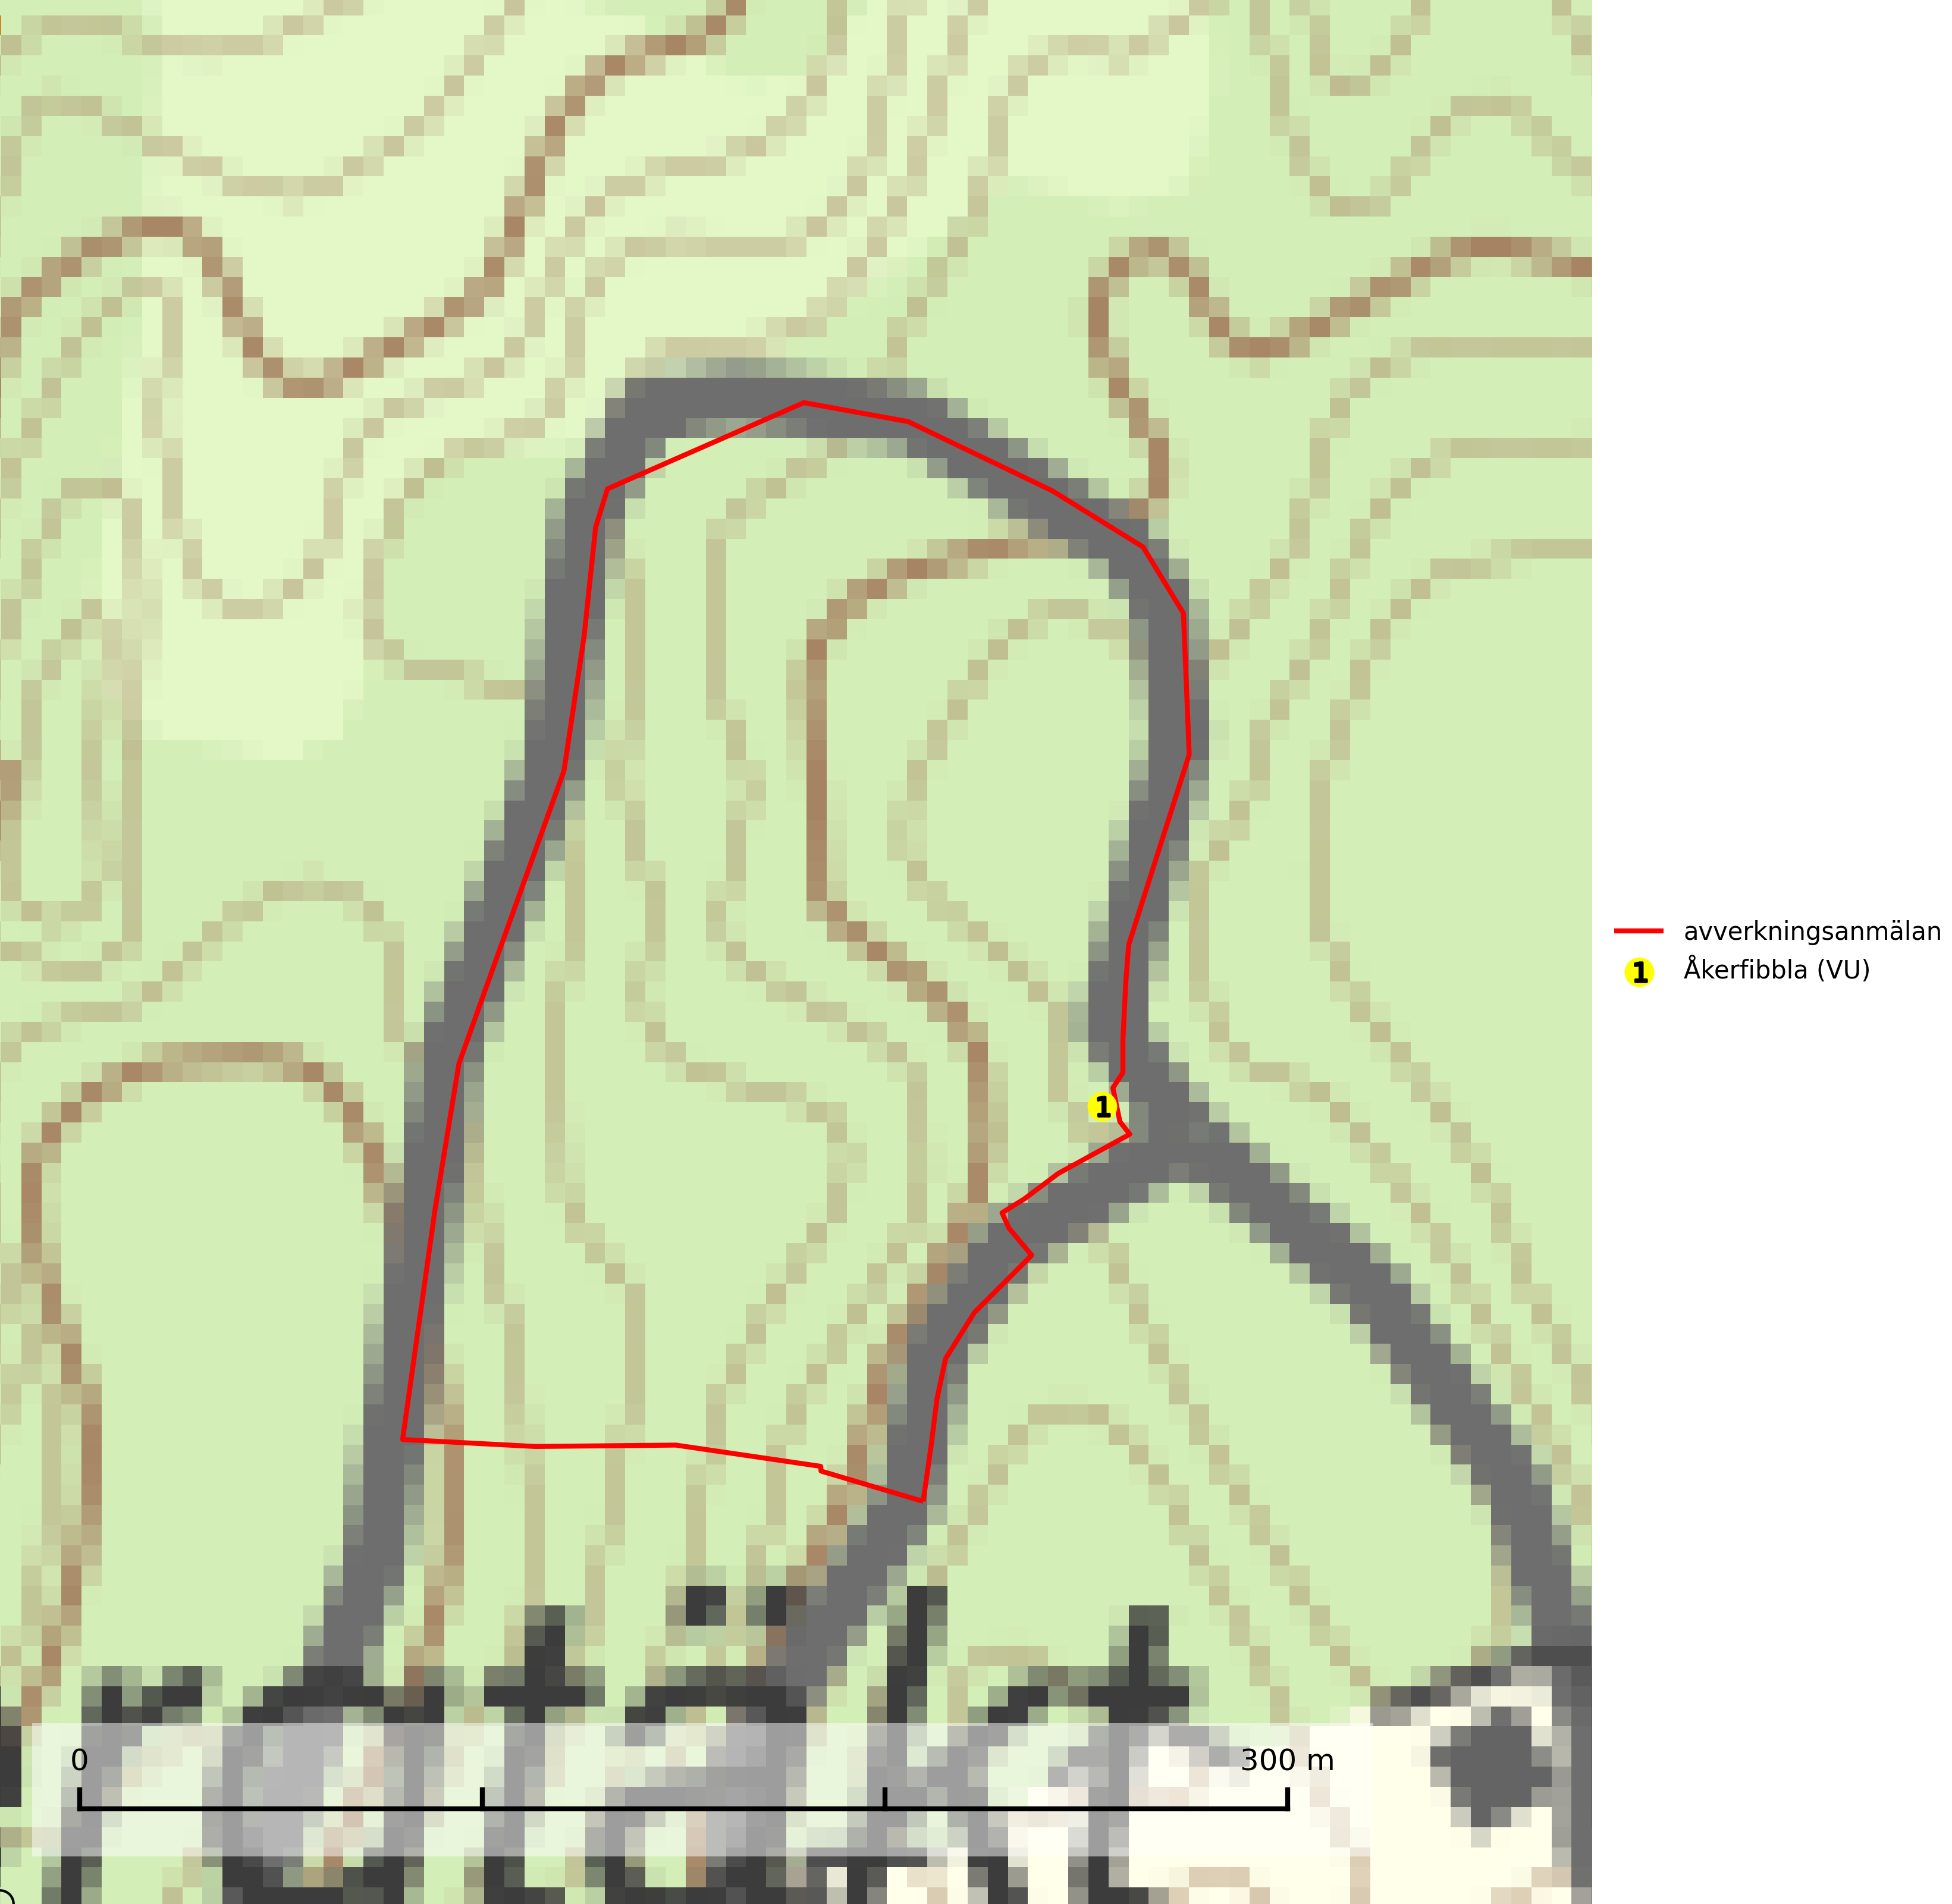 avverkningsanmälan
1 Åkerfibbla (VU)
1
0 300 m